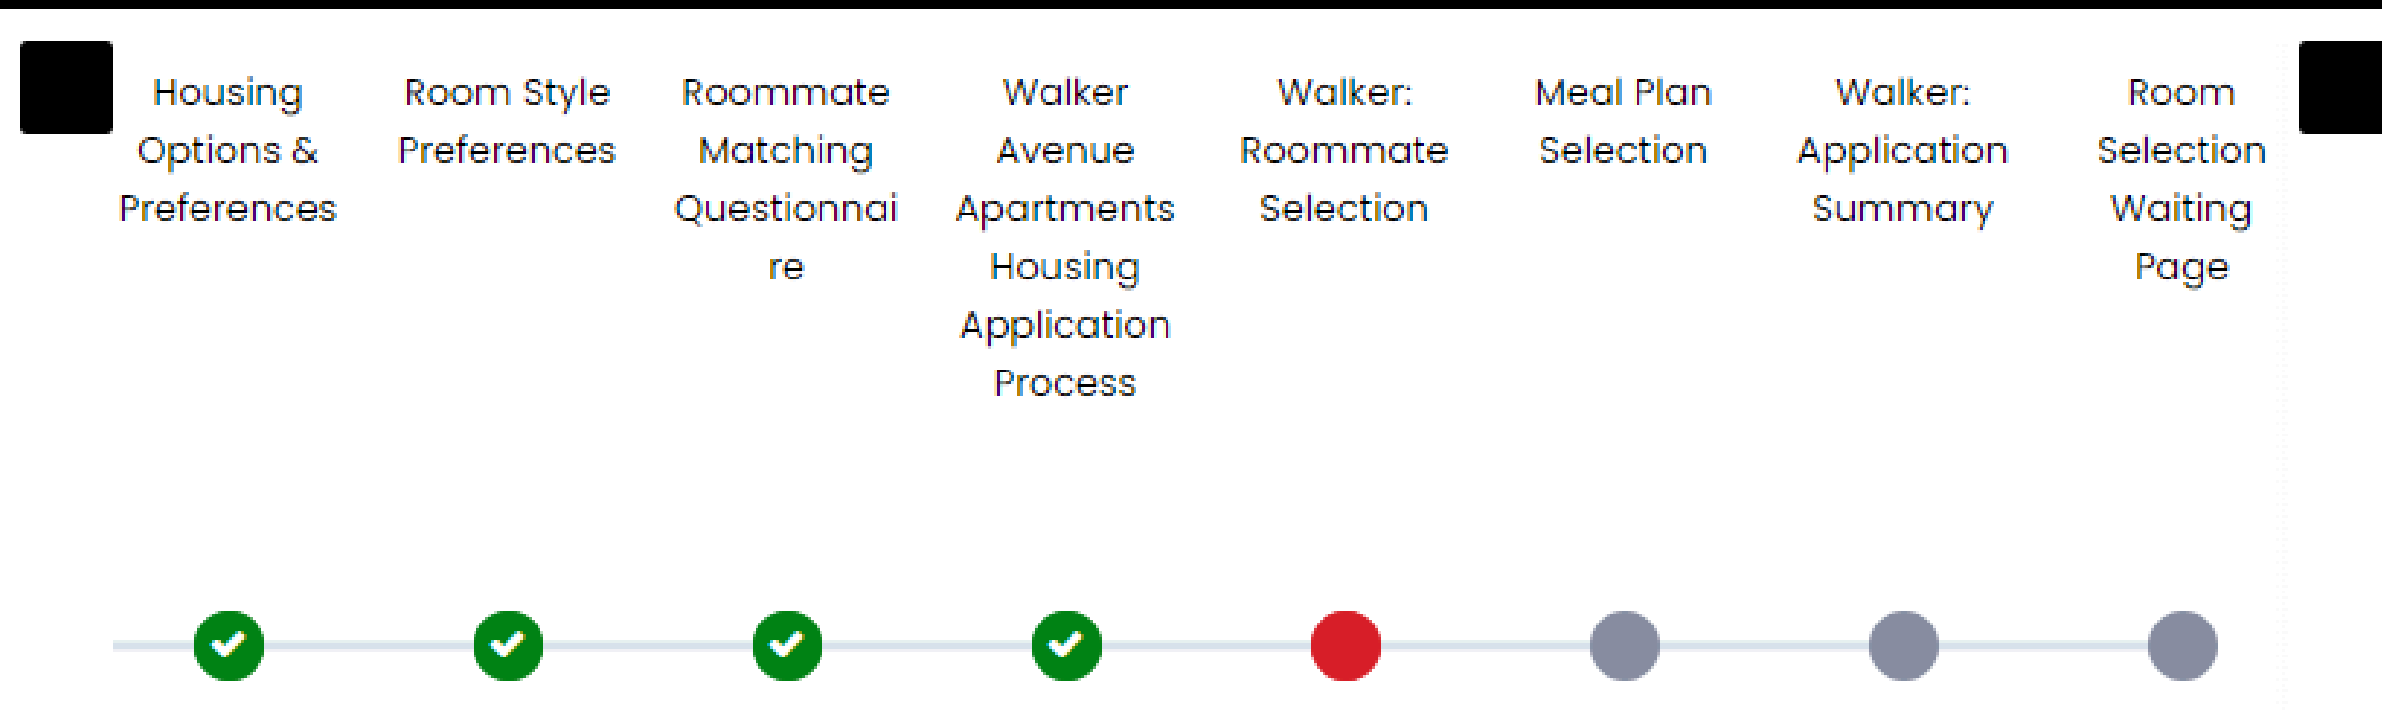 Housing
Options &
Preferences
Room Style
Preferences
Roommate
Matching
Questionnai
re
Walker
Avenue
Apartments
Housing
Application
Process
Walker:
Roommate
Selection
Meal Plan
Selection
Walker:
Application
Summary
Room
Selection
Waiting
Page